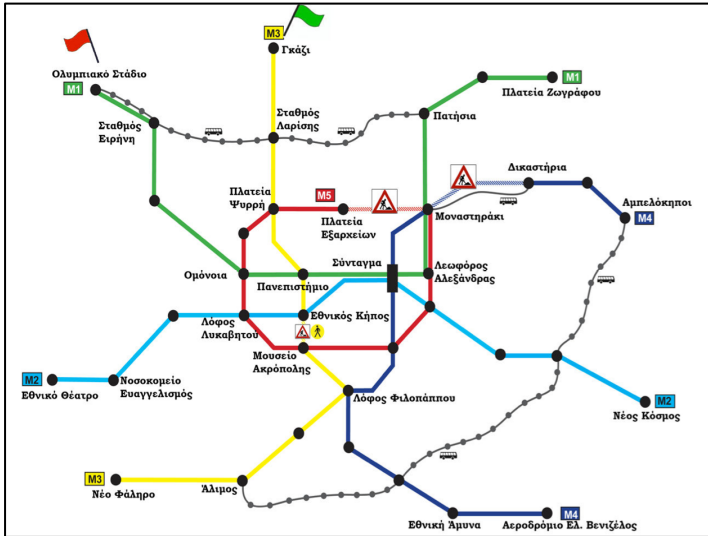 M3
Γκάζι
Ολυμπιακό Στάδιο
M1
M1
Πλατεία Ζωγράφου
Σταθμός
Ειρήνη
Σταθμός
Λαρίσης
Πατήσια
Δικαστήρια
Πλατεία
Ψυρρή
M5
Πλατεία
Εξαρχείων
Μοναστηράκι
Αμπελόκηποι
M4
Ομόνοια
Πανεπιστήμιο
Σύνταγμα
Λεωφόρος
Αλεξάνδρας
Λόφος
Λυκαβητού
Εθνικός Κήπος
Μουσείο
Ακρόπολης
M2
Εθνικό Θέατρο
Νοσοκομείο
Ευαγγελισμός
Λόφος Φιλοπάππου
M2
Νέος Κόσμος
M3
Νέο Φάληρο
Άλιμος
Εθνική Άμυνα
Αεροδρόμιο Ελ. Βενιζέλος
M4